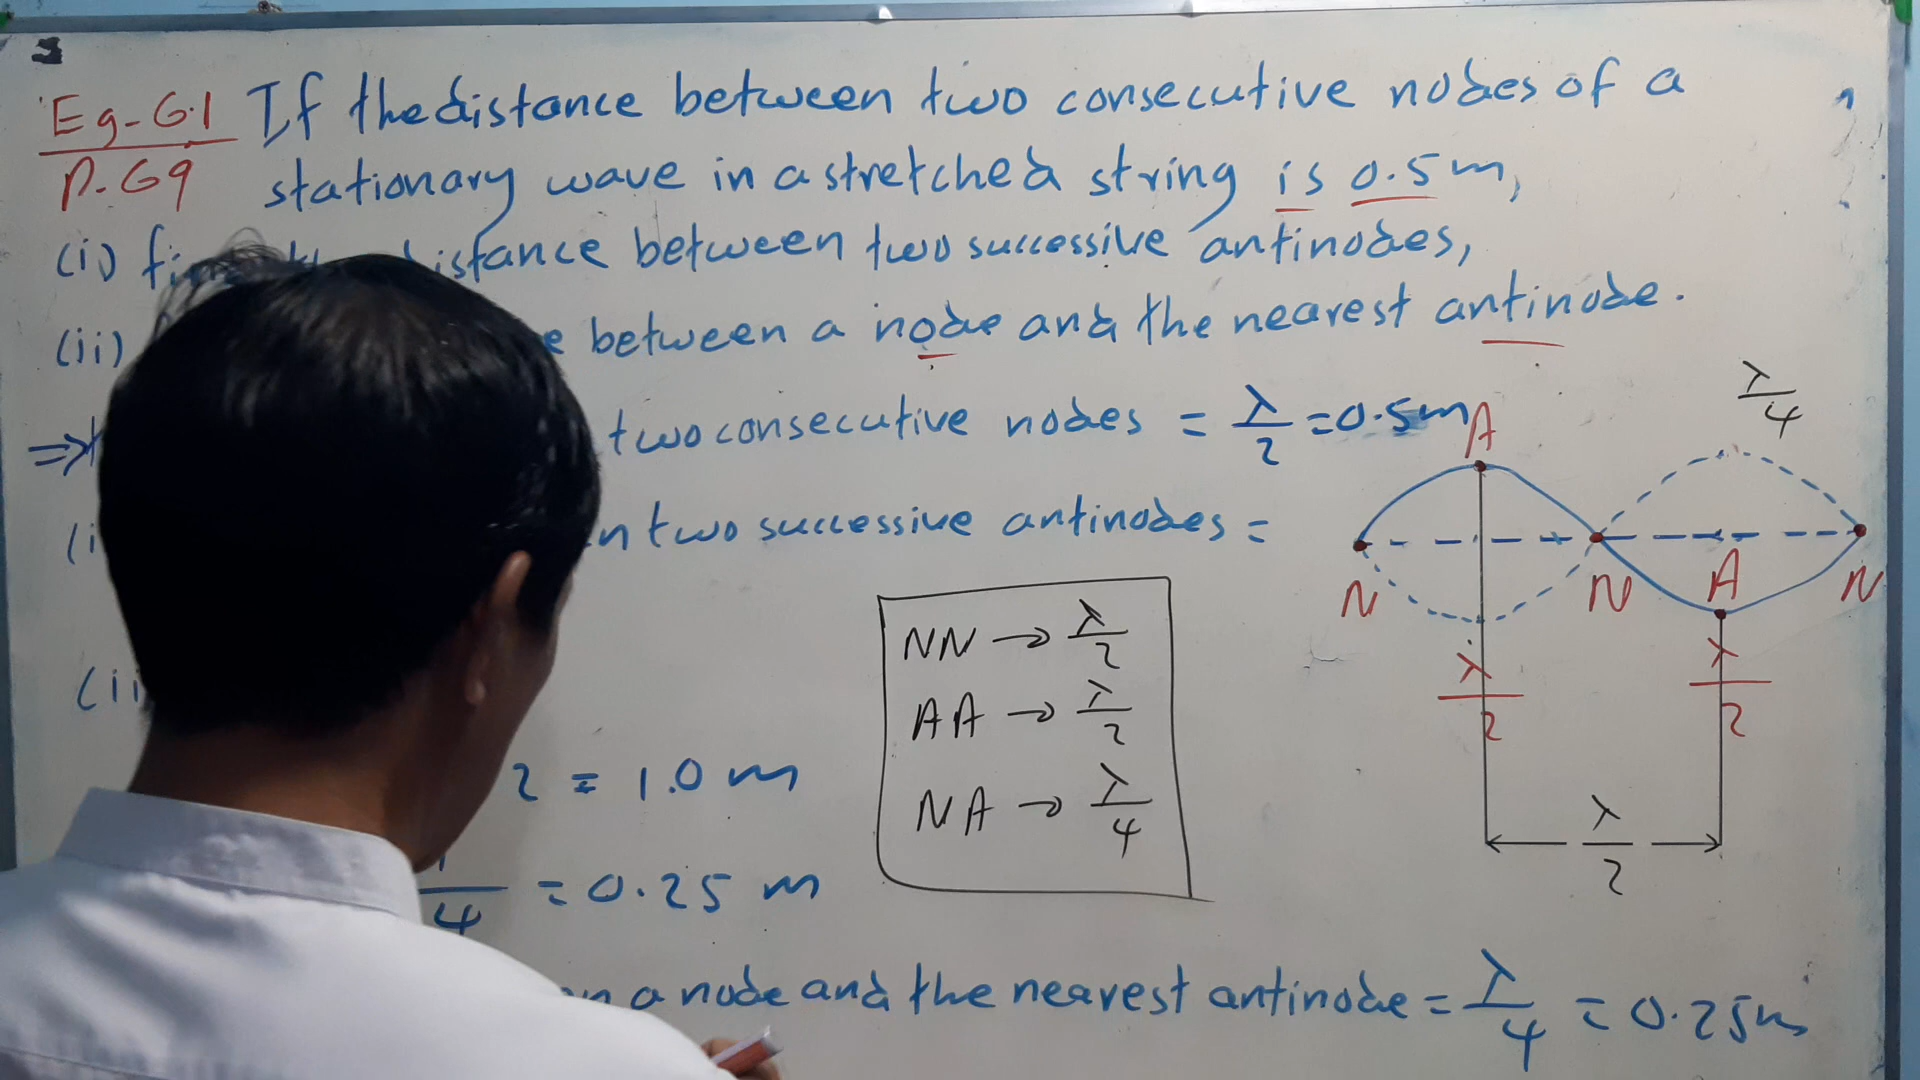 Eg-6.1 If the distance between two consecutive nodes of a
P.69 stationary wave in a stretched string is 0.5 m,
(i) distance between two successive antinodes,
(ii) between a node and the nearest antinode.
⇒ two consecutive nodes = λ/2 = 0.5m
two successive antinodes =
2 = 1.0 m
4 = 0.25 m
a node and the nearest antinode = λ/4 = 0.25m
NN → λ/2
AA → λ/2
NA → λ/4
λ/4
A
N N A N
λ/2 λ/2
λ/2